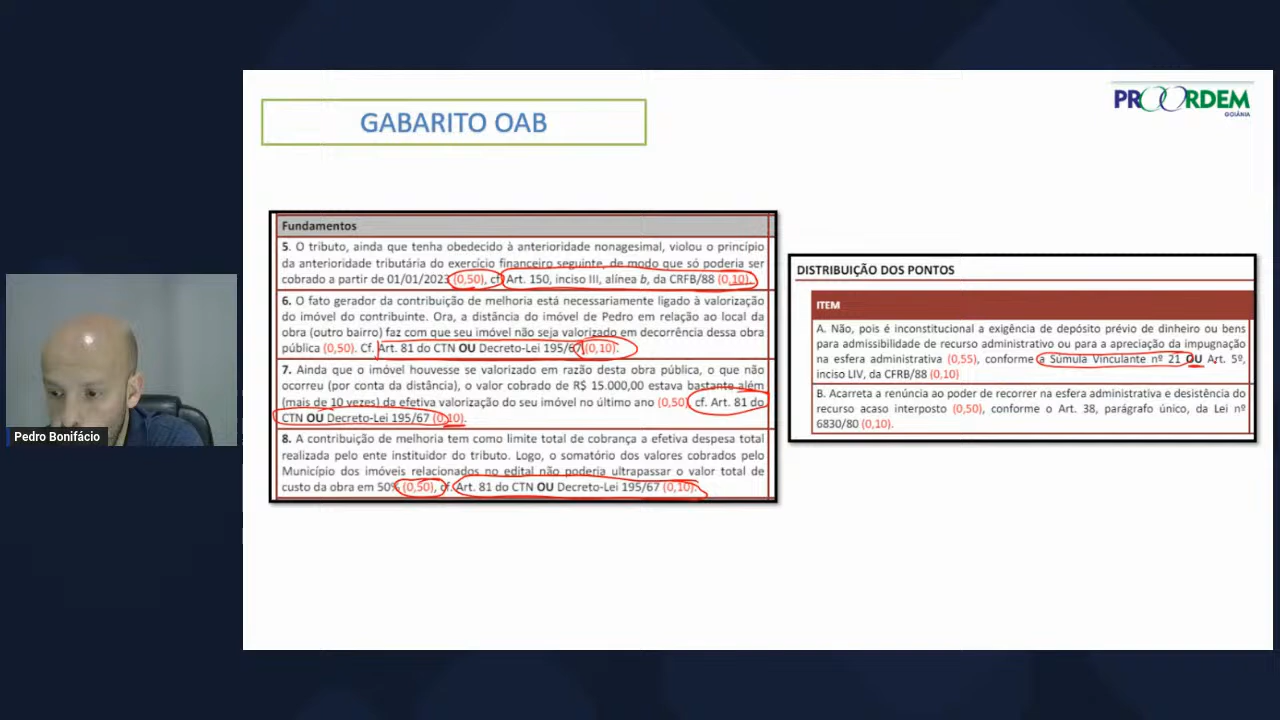 GABARITO OAB
PROORDEM
GOIÂNIA
Fundamentos
5. O tributo, ainda que tenha obedecido à anterioridade nonagesimal, violou o princípio
da anterioridade tributária do exercício financeiro seguinte, de modo que só poderia ser
cobrado a partir de 01/01/2023 (0,50), cf. Art. 150, inciso III, alínea b, da CRFB/88 (0,10).
6. O fato gerador da contribuição de melhoria está necessariamente ligado à valorização
do imóvel do contribuinte. Ora, a distância do imóvel de Pedro em relação ao local da
obra (outro bairro) faz com que seu imóvel não seja valorizado em decorrência dessa obra
pública (0,50). Cf. Art. 81 do CTN OU Decreto-Lei 195/67 (0,10).
7. Ainda que o imóvel houvesse se valorizado em razão desta obra pública, o que não
ocorreu (por conta da distância), o valor cobrado de R$ 15.000,00 estava bastante além
(mais de 10 vezes) da efetiva valorização do seu imóvel no último ano (0,50), cf. Art. 81 do
CTN OU Decreto-Lei 195/67 (0,10).
8. A contribuição de melhoria tem como limite total de cobrança a efetiva despesa total
realizada pelo ente instituidor do tributo. Logo, o somatório dos valores cobrados pelo
Município dos imóveis relacionados no edital não poderia ultrapassar o valor total de
custo da obra em 50% (0,50), cf. Art. 81 do CTN OU Decreto-Lei 195/67 (0,10).
DISTRIBUIÇÃO DOS PONTOS
ITEM
A. Não, pois é inconstitucional a exigência de depósito prévio de dinheiro ou bens
para admissibilidade de recurso administrativo ou para a apreciação da impugnação
na esfera administrativa (0,55), conforme a Súmula Vinculante nº 21 OU Art. 5º,
inciso LIV, da CFRB/88 (0,10)
B. Acarreta a renúncia ao poder de recorrer na esfera administrativa e desistência do
recurso acaso interposto (0,50), conforme o Art. 38, parágrafo único, da Lei nº
6830/80 (0,10).
Pedro Bonifácio